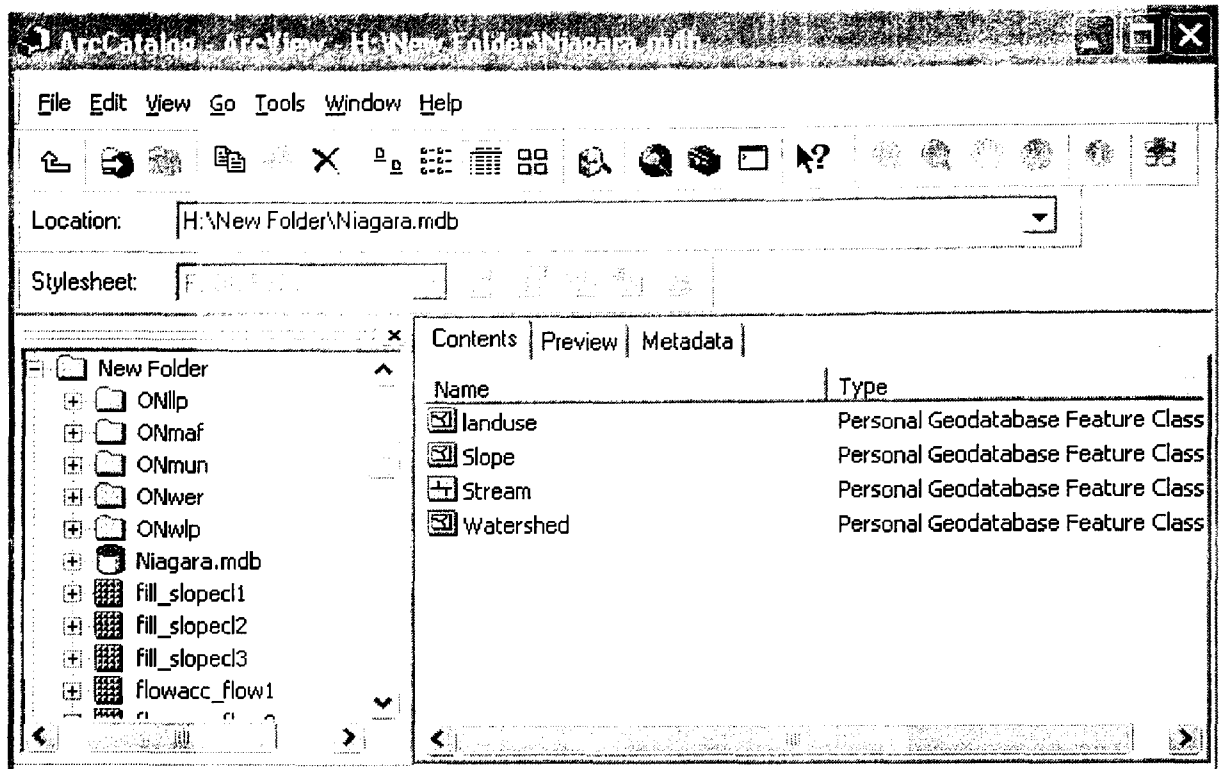 ArcCatalog - ArcView - H:\New Folder\Niagara.mdb
File Edit View Go Tools Window Help
Location: H:\New Folder\Niagara.mdb
Stylesheet:
Contents Preview Metadata
New Folder
ONllp
ONmaf
ONmun
ONwer
ONwlp
Niagara.mdb
fill_slopecl1
fill_slopecl2
fill_slopecl3
flowacc_flow1
Name Type
landuse Personal Geodatabase Feature Class
Slope Personal Geodatabase Feature Class
Stream Personal Geodatabase Feature Class
Watershed Personal Geodatabase Feature Class